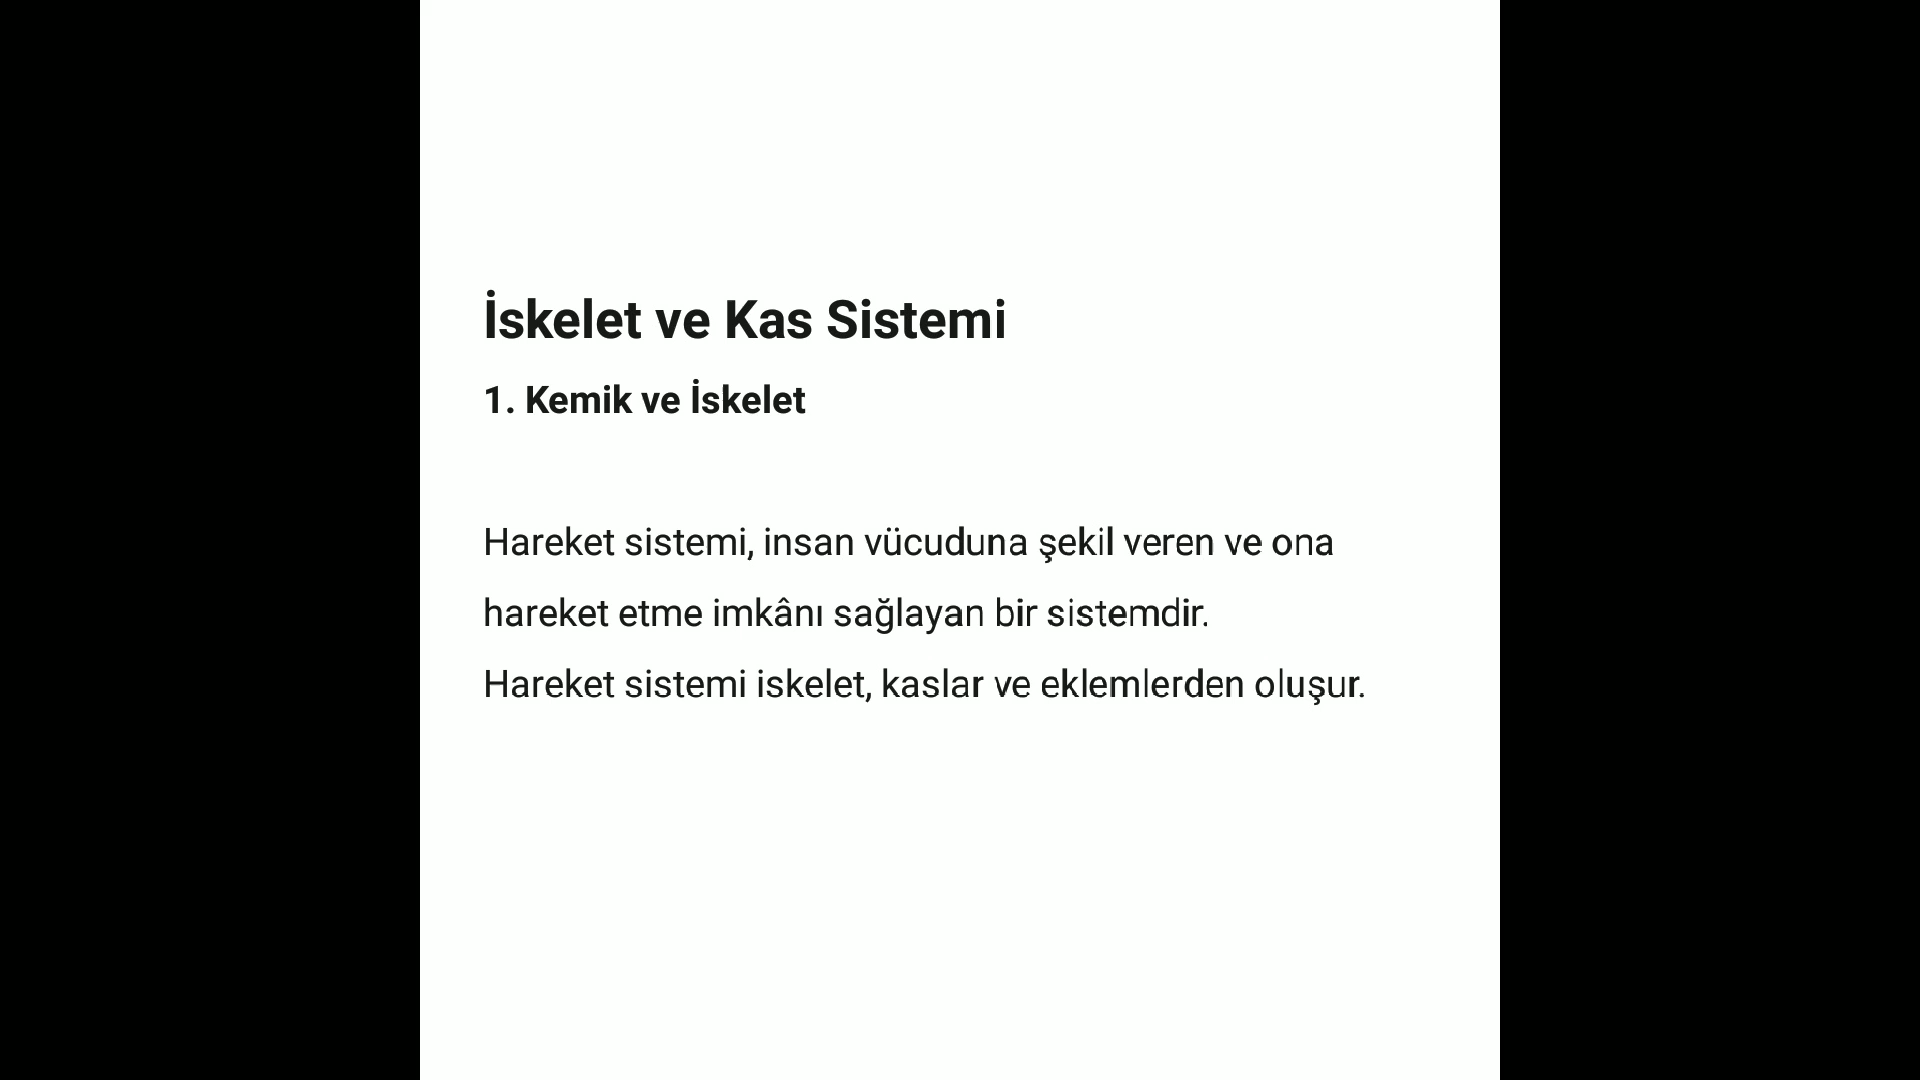 İskelet ve Kas Sistemi
1. Kemik ve İskelet
Hareket sistemi, insan vücuduna şekil veren ve ona
hareket etme imkânı sağlayan bir sistemdir.
Hareket sistemi iskelet, kaslar ve eklemlerden oluşur.